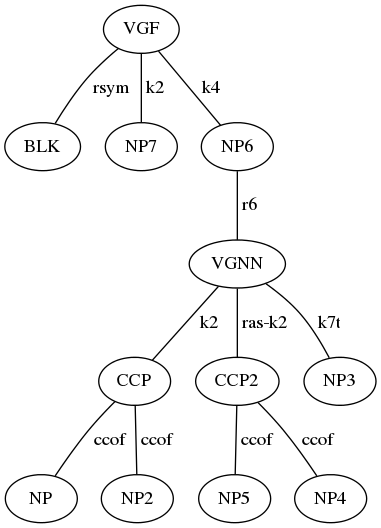 VGF
rsym k2 k4
BLK NP7 NP6
r6
VGNN
k2 ras-k2 k7t
CCP CCP2 NP3
ccof ccof ccof ccof
NP NP2 NP5 NP4